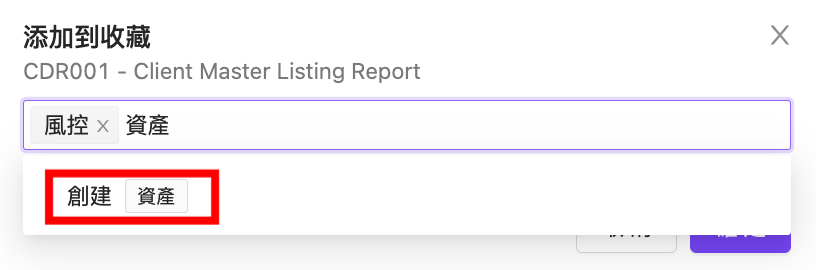 添加到收藏
CDR001 - Client Master Listing Report
風控 × 資產
創建 資產